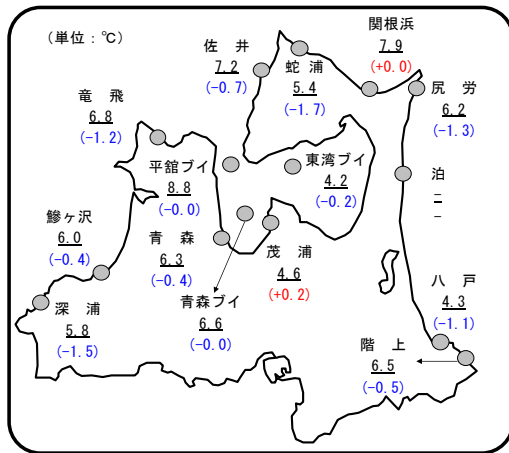 (単位：℃)
佐井
7.2
(-0.7)
蛇浦
5.4
(-1.7)
関根浜
7.9
(+0.0)
尻労
6.2
(-1.3)
竜飛
6.8
(-1.2)
平舘ブイ
8.8
(-0.0)
東湾ブイ
4.2
(-0.2)
泊
－
－
鰺ヶ沢
6.0
(-0.4)
青森
6.3
(-0.4)
茂浦
4.6
(+0.2)
青森ブイ
6.6
(-0.0)
深浦
5.8
(-1.5)
八戸
4.3
(-1.1)
階上
6.5
(-0.5)